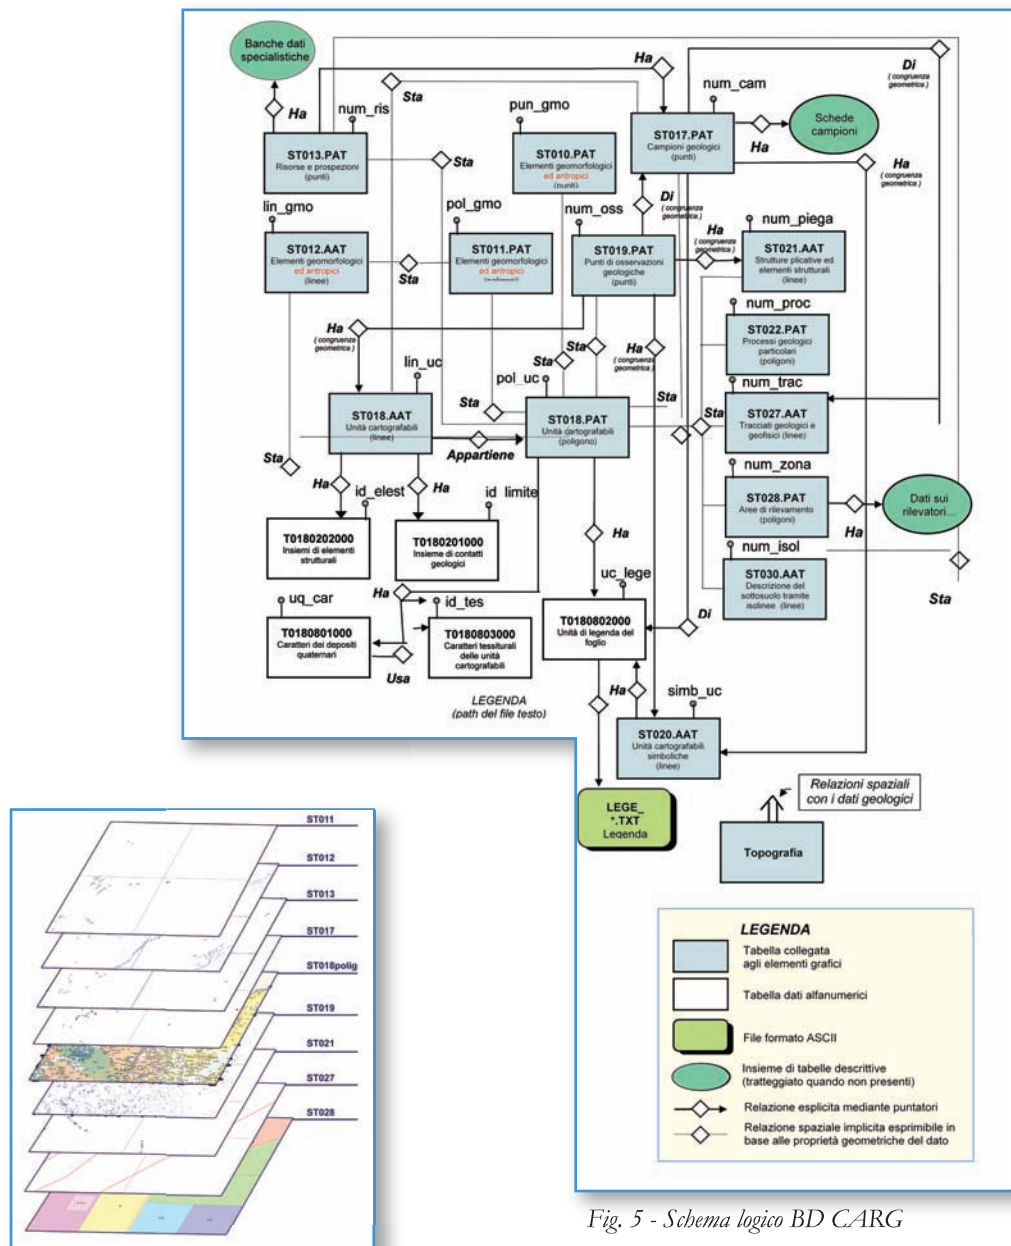 Banche dati
specialistiche
Ha
num_ris
ST013.PAT
Risorse e prospezioni
(punti)
Sta
pun_gmo
ST010.PAT
Elementi geomorfologici
ed antropici
(punti)
Ha
num_cam
ST017.PAT
Campioni geologici
(punti)
Ha
Schede
campioni
Di
( congruenza
geometrica )
Ha
( congruenza
geometrica )
Sta
lin_gmo
ST012.AAT
Elementi geomorfologici
ed antropici
(linee)
Sta
pol_gmo
ST011.PAT
Elementi geomorfologici
ed antropici
num_oss
Di
( congruenza
geometrica )
ST019.PAT
Punti di osservazioni
geologiche
(punti)
Ha
( congruenza
geometrica )
num_piega
ST021.AAT
Strutture plicative ed
elementi strutturali
(linee)
num_proc
ST022.PAT
Processi geologici
particolari
(poligoni)
Ha
( congruenza
geometrica )
lin_uc
Sta
Sta
Ha
( congruenza
geometrica )
pol_uc
num_trac
ST018.AAT
Unità cartografabili
(linee)
Appartiene
Sta
ST018.PAT
Unità cartografabili
(poligono)
Sta
Sta
ST027.AAT
Tracciati geologici e
geofisici (linee)
Sta
Ha
Ha
num_zona
ST028.PAT
Aree di rilevamento
(poligoni)
Ha
Dati sui
rilevatori...
id_elest
T0180202000
Insiemi di elementi
strutturali
id_limite
T0180201000
Insieme di contatti
geologici
Ha
num_isol
ST030.AAT
Descrizione del
sottosuolo tramite
isolinee (linee)
Sta
uq_car
T0180801000
Caratteri dei depositi
quaternari
Ha
Usa
id_tes
T0180803000
Caratteri tessiturali
delle unità
cartografabili
uc_lege
T0180802000
Unità di legenda del
foglio
Di
LEGENDA
(path del file testo)
Ha
simb_uc
ST020.AAT
Unità cartografabili
simboliche
(linee)
LEGE_
*.TXT
Legenda
Relazioni spaziali
con i dati geologici
Topografia
LEGENDA
Tabella collegata
agli elementi grafici
Tabella dati alfanumerici
File formato ASCII
Insieme di tabelle descrittive
(tratteggiato quando non presenti)
Relazione esplicita mediante puntatori
Relazione spaziale implicita esprimibile in
base alle proprietà geometriche del dato
ST011
ST012
ST013
ST017
ST018polig
ST019
ST021
ST027
ST028
Fig. 5 - Schema logico BD CARG